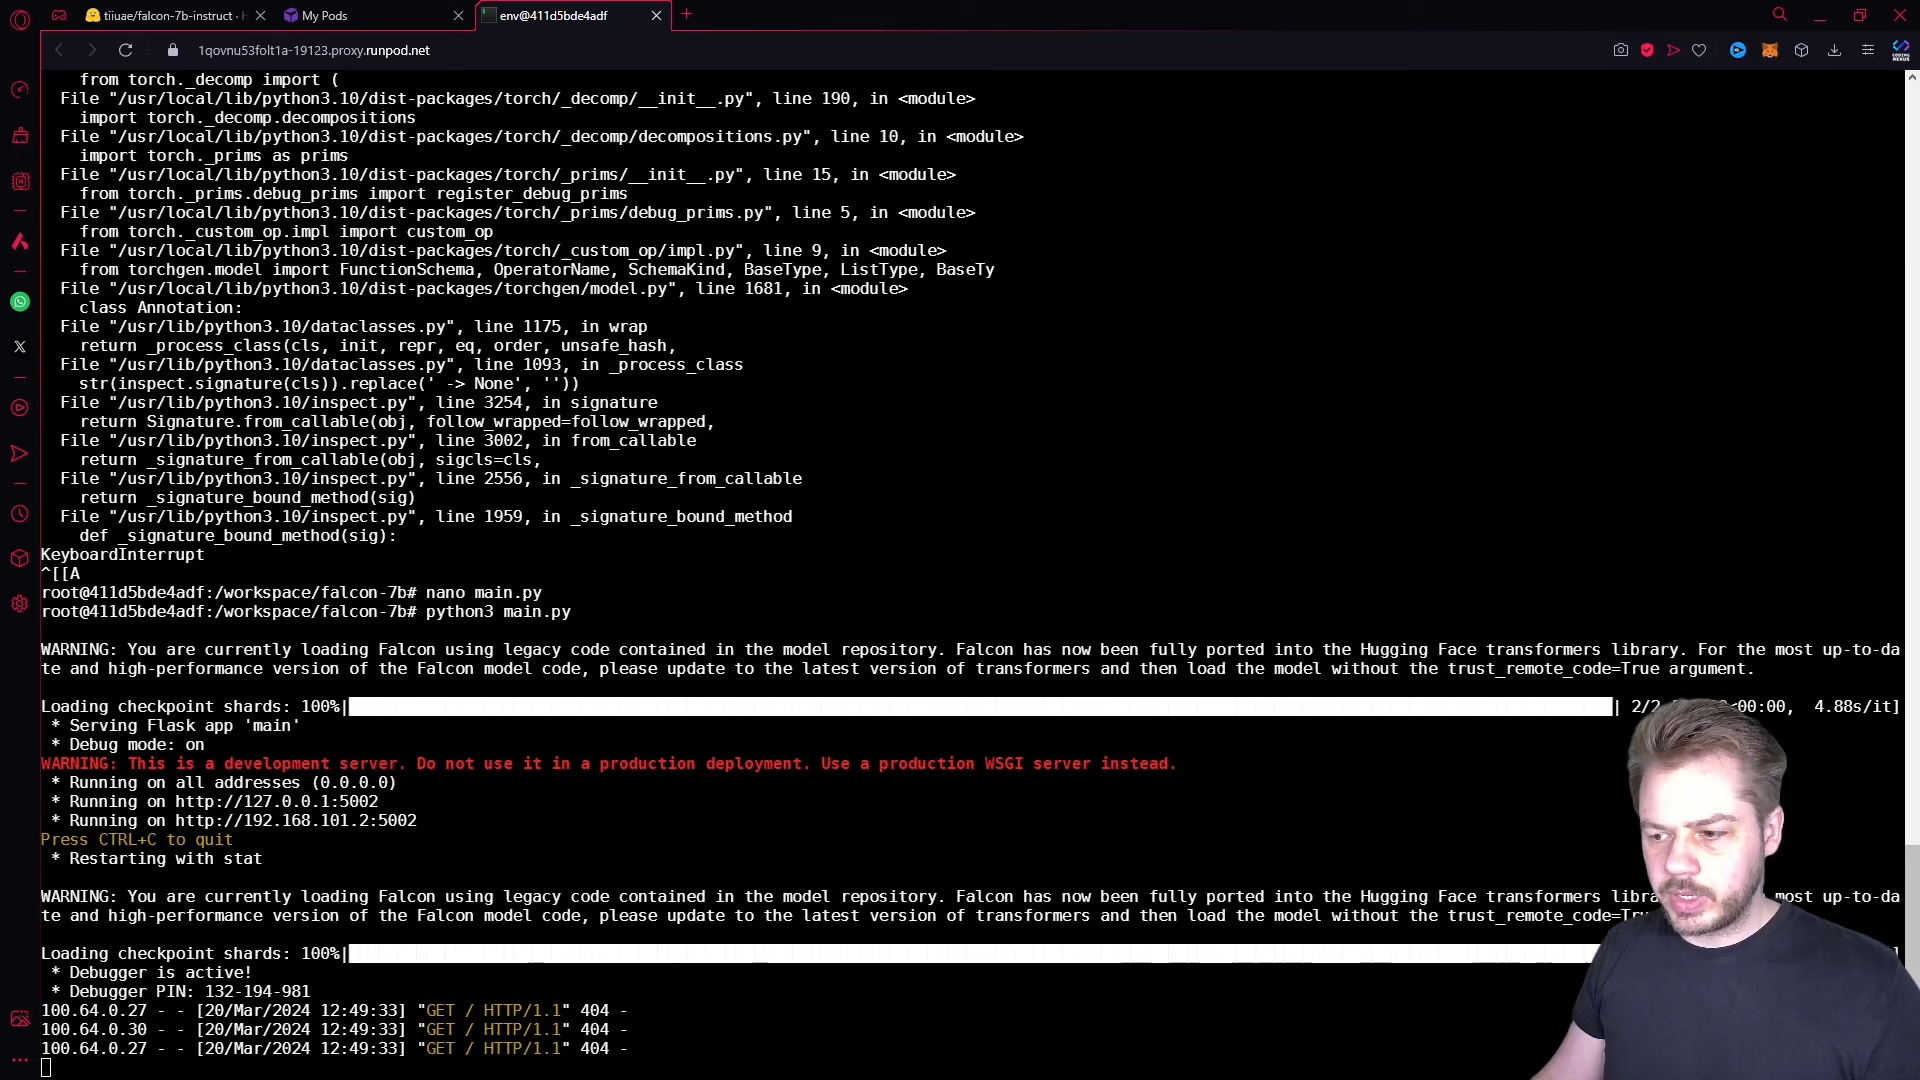 tiiuae/falcon-7b-instruct · H
My Pods
env@411d5bde4adf
1qovnu53folt1a-19123.proxy.runpod.net
from torch._decomp import (
File "/usr/local/lib/python3.10/dist-packages/torch/_decomp/__init__.py", line 190, in <module>
import torch._decomp.decompositions
File "/usr/local/lib/python3.10/dist-packages/torch/_decomp/decompositions.py", line 10, in <module>
import torch._prims as prims
File "/usr/local/lib/python3.10/dist-packages/torch/_prims/__init__.py", line 15, in <module>
from torch._prims.debug_prims import register_debug_prims
File "/usr/local/lib/python3.10/dist-packages/torch/_prims/debug_prims.py", line 5, in <module>
from torch._custom_op.impl import custom_op
File "/usr/local/lib/python3.10/dist-packages/torch/_custom_op/impl.py", line 9, in <module>
from torchgen.model import FunctionSchema, OperatorName, SchemaKind, BaseType, ListType, BaseTy
File "/usr/local/lib/python3.10/dist-packages/torchgen/model.py", line 1681, in <module>
class Annotation:
File "/usr/lib/python3.10/dataclasses.py", line 1175, in wrap
return _process_class(cls, init, repr, eq, order, unsafe_hash,
File "/usr/lib/python3.10/dataclasses.py", line 1093, in _process_class
str(inspect.signature(cls)).replace(' -> None', ''))
File "/usr/lib/python3.10/inspect.py", line 3254, in signature
return Signature.from_callable(obj, follow_wrapped=follow_wrapped,
File "/usr/lib/python3.10/inspect.py", line 3002, in from_callable
return _signature_from_callable(obj, sigcls=cls,
File "/usr/lib/python3.10/inspect.py", line 2556, in _signature_from_callable
return _signature_bound_method(sig)
File "/usr/lib/python3.10/inspect.py", line 1959, in _signature_bound_method
def _signature_bound_method(sig):
KeyboardInterrupt
^[[A
root@411d5bde4adf:/workspace/falcon-7b# nano main.py
root@411d5bde4adf:/workspace/falcon-7b# python3 main.py
WARNING: You are currently loading Falcon using legacy code contained in the model repository. Falcon has now been fully ported into the Hugging Face transformers library. For the most up-to-da
te and high-performance version of the Falcon model code, please update to the latest version of transformers and then load the model without the trust_remote_code=True argument.
Loading checkpoint shards: 100%| | 2/2 <00:00, 4.88s/it]
* Serving Flask app 'main'
* Debug mode: on
WARNING: This is a development server. Do not use it in a production deployment. Use a production WSGI server instead.
* Running on all addresses (0.0.0.0)
* Running on http://127.0.0.1:5002
* Running on http://192.168.101.2:5002
Press CTRL+C to quit
* Restarting with stat
WARNING: You are currently loading Falcon using legacy code contained in the model repository. Falcon has now been fully ported into the Hugging Face transformers most up-to-da
te and high-performance version of the Falcon model code, please update to the latest version of transformers and then load the model without the
Loading checkpoint shards: 100%|
* Debugger is active!
* Debugger PIN: 132-194-981
100.64.0.27 - - [20/Mar/2024 12:49:33] "GET / HTTP/1.1" 404 -
100.64.0.30 - - [20/Mar/2024 12:49:33] "GET / HTTP/1.1" 404 -
100.64.0.27 - - [20/Mar/2024 12:49:33] "GET / HTTP/1.1" 404 -